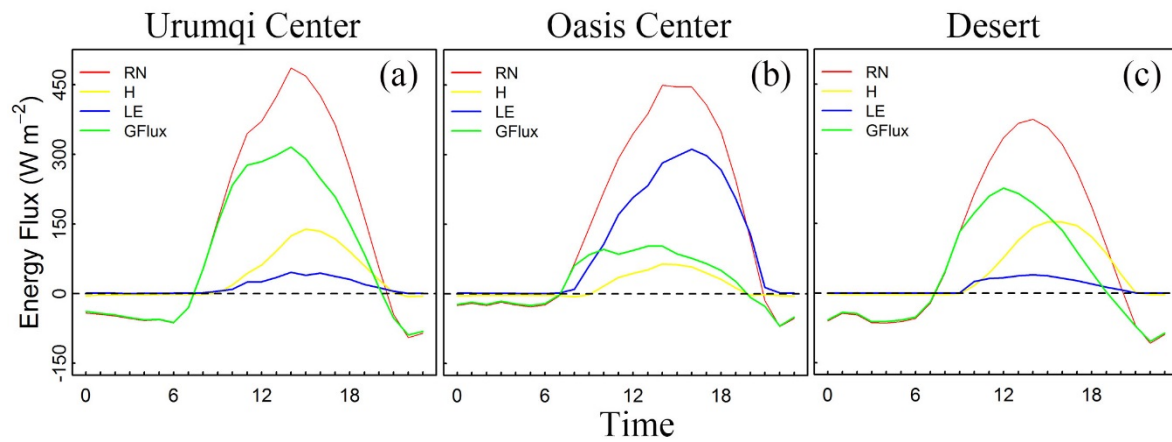 Urumqi Center
Oasis Center
Desert
(a)
RN
H
LE
GFlux
(b)
RN
H
LE
GFlux
(c)
RN
H
LE
GFlux
Energy Flux (W m⁻²)
450
300
150
0
-150
0 6 12 18
0 6 12 18
0 6 12 18
Time